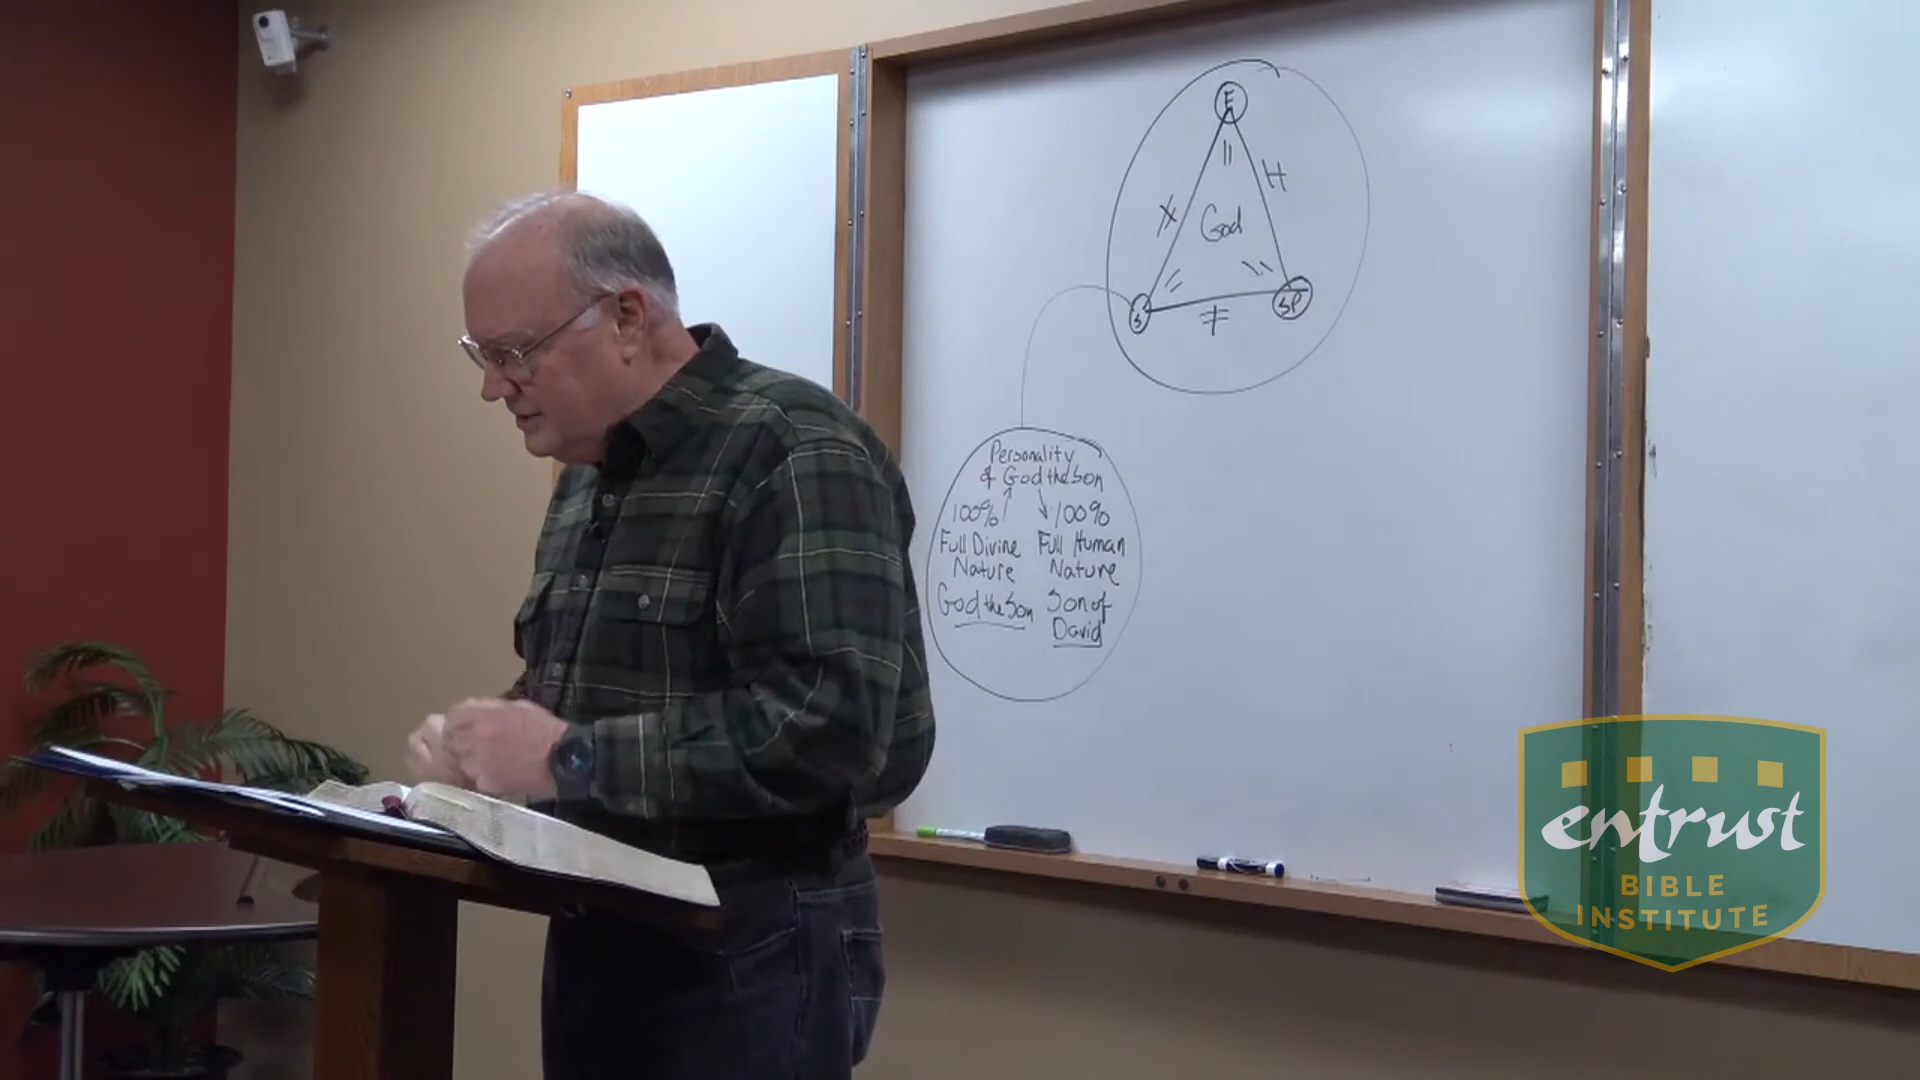 F
||
H
God
S
SP
≠
Personality
& God the Son
100% 100%
Full Divine Full Human
Nature Nature
God the Son Son of
David
entrust
BIBLE
INSTITUTE